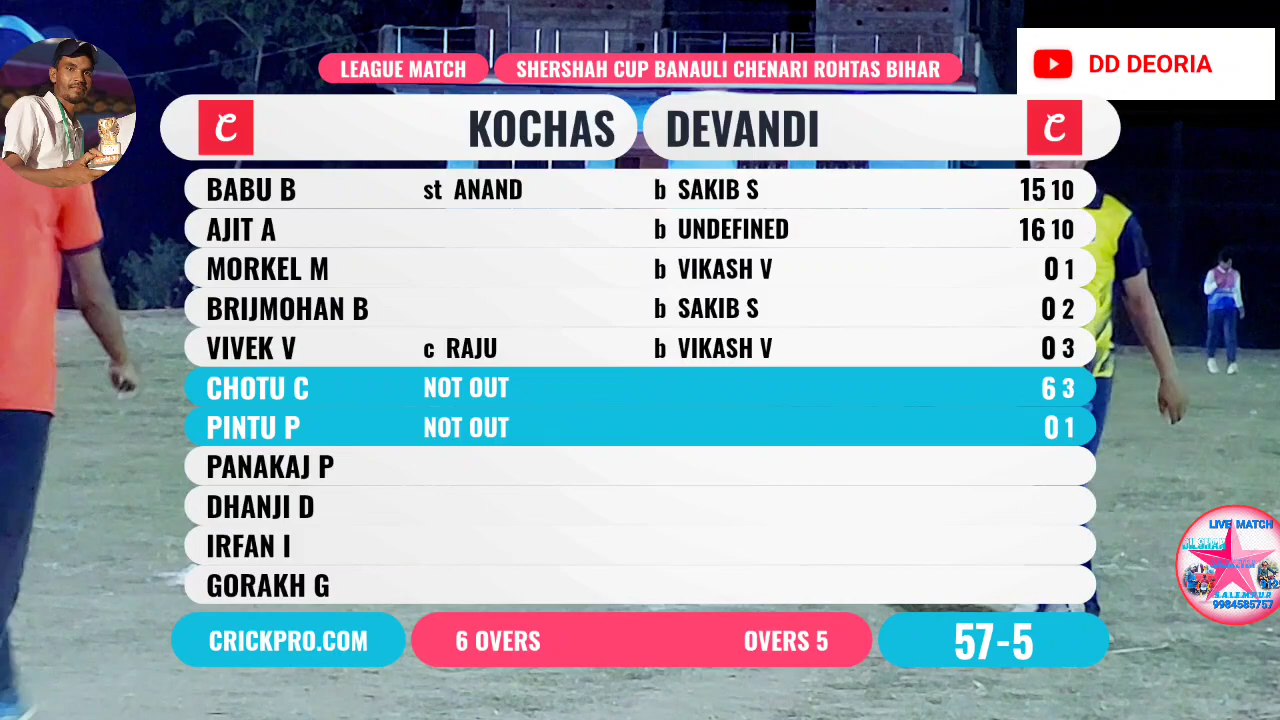 LEAGUE MATCH SHERSHAH CUP BANAULI CHENARI ROHTAS BIHAR
DD DEORIA
C KOCHAS DEVANDI C
BABU B st ANAND b SAKIB S 15 10
AJIT A b UNDEFINED 16 10
MORKEL M b VIKASH V 0 1
BRIJMOHAN B b SAKIB S 0 2
VIVEK V c RAJU b VIKASH V 0 3
CHOTU C NOT OUT 6 3
PINTU P NOT OUT 0 1
PANAKAJ P
DHANJI D
IRFAN I
GORAKH G
LIVE MATCH
SALEMPUR
9984585757
CRICKPRO.COM 6 OVERS OVERS 5 57-5